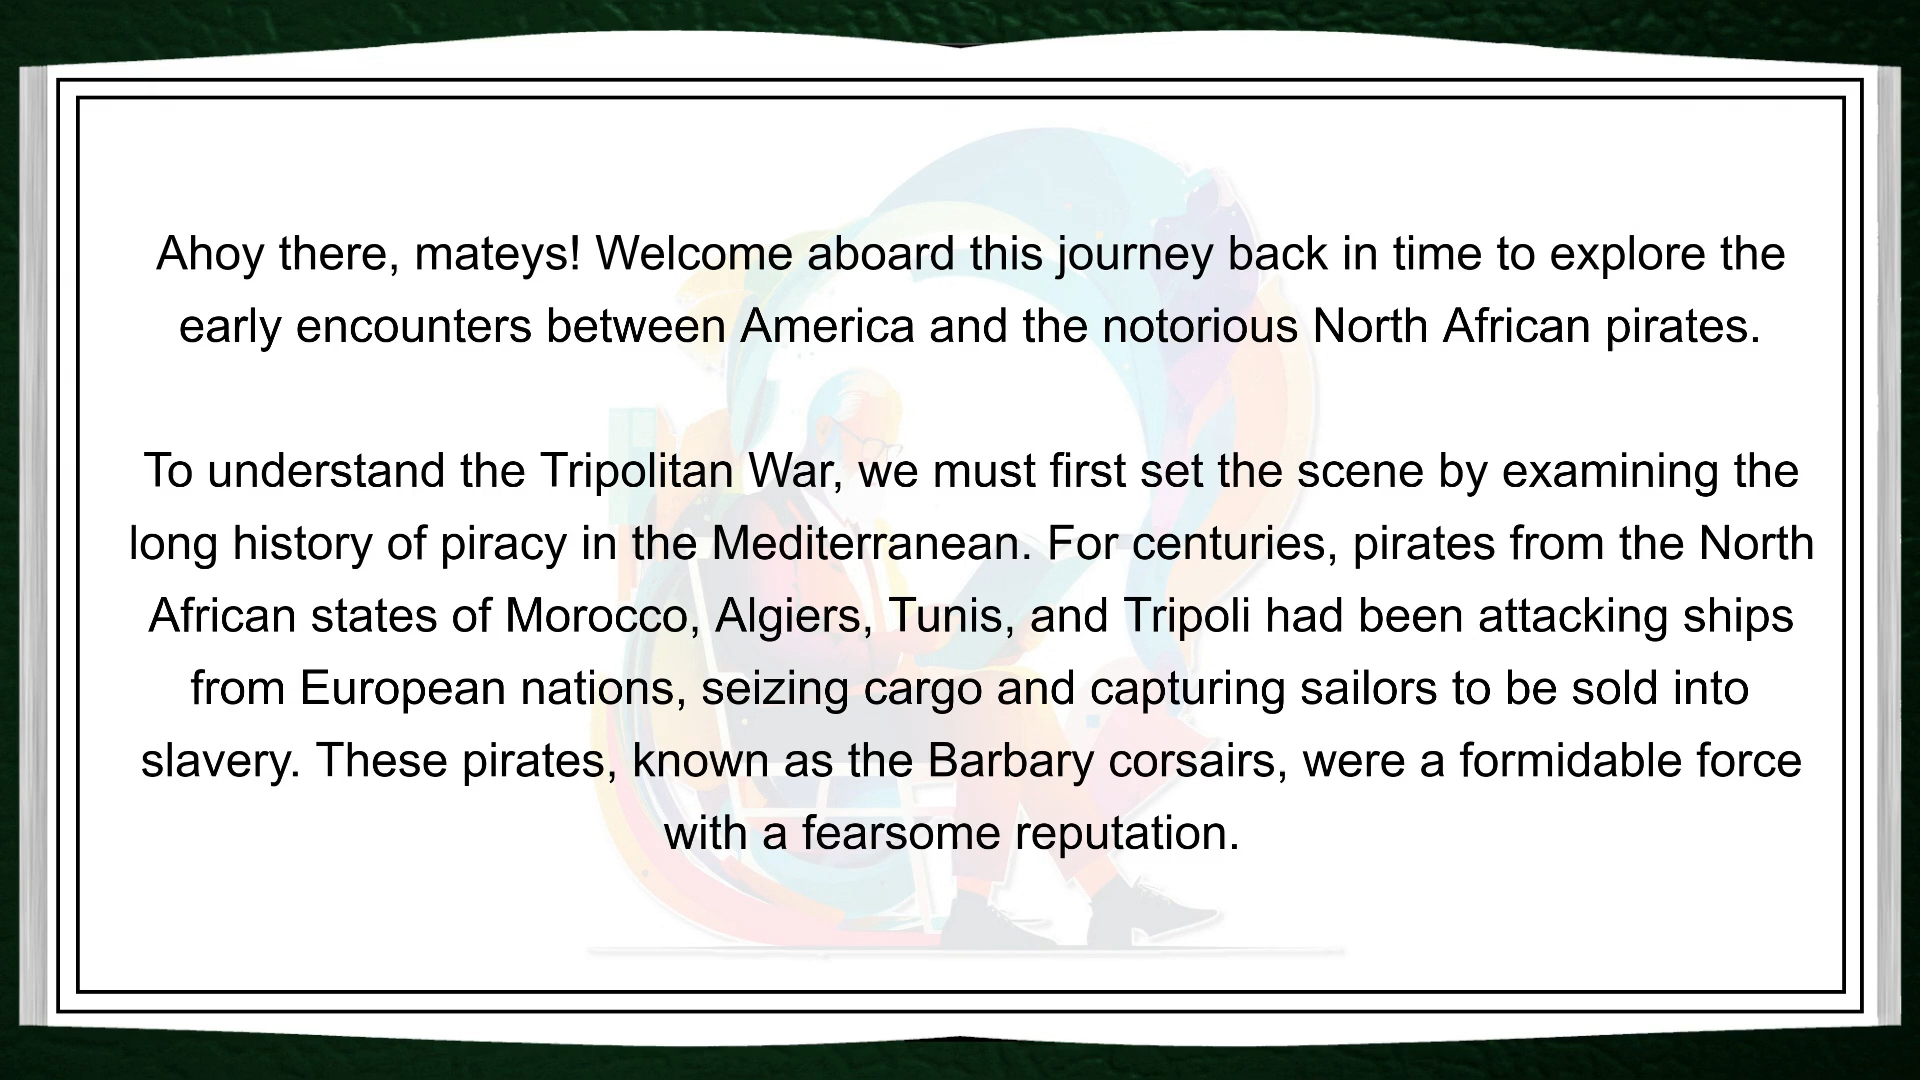 Ahoy there, mateys! Welcome aboard this journey back in time to explore the
early encounters between America and the notorious North African pirates.
To understand the Tripolitan War, we must first set the scene by examining the
long history of piracy in the Mediterranean. For centuries, pirates from the North
African states of Morocco, Algiers, Tunis, and Tripoli had been attacking ships
from European nations, seizing cargo and capturing sailors to be sold into
slavery. These pirates, known as the Barbary corsairs, were a formidable force
with a fearsome reputation.